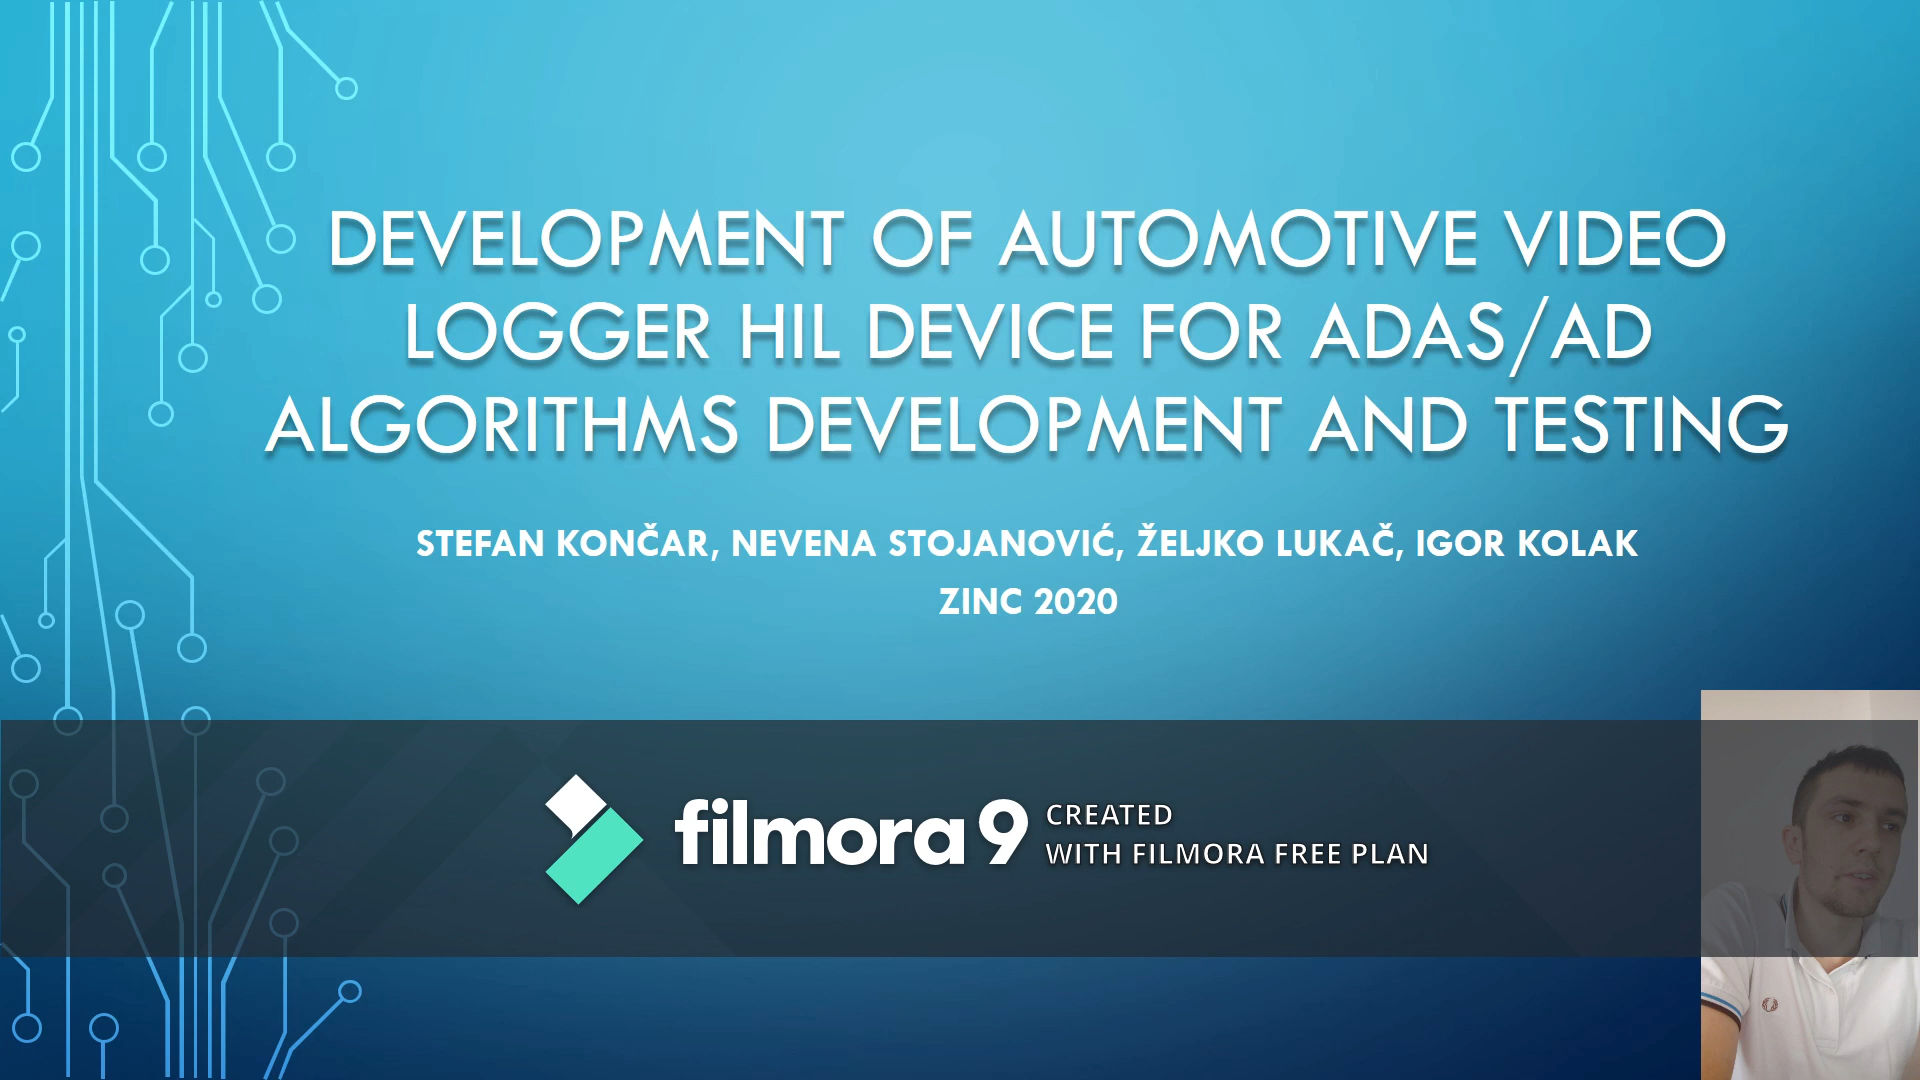 DEVELOPMENT OF AUTOMOTIVE VIDEO
LOGGER HIL DEVICE FOR ADAS/AD
ALGORITHMS DEVELOPMENT AND TESTING
STEFAN KONČAR, NEVENA STOJANOVIĆ, ŽELJKO LUKAČ, IGOR KOLAK
ZINC 2020
filmora 9
CREATED
WITH FILMORA FREE PLAN